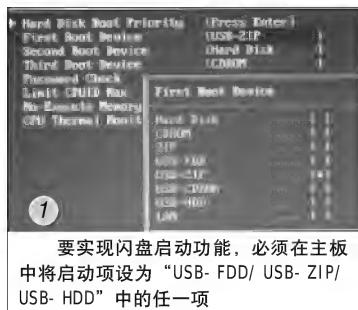 Hard Disk Boot Priority [Press Enter]
First Boot Device [USB-ZIP]
Second Boot Device [Hard Disk]
Third Boot Device [CDROM]
Password Check
Limit CPUID Max
No-Execute Memory
CPU Thermal Monit
First Boot Device
Hard Disk
CDROM
ZIP
USB-FDD
USB-ZIP
USB-CDROM
USB-HDD
LAN
1
要实现闪盘启动功能，必须在主板
中将启动项设为“USB- FDD/ USB- ZIP/
USB- HDD”中的任一项